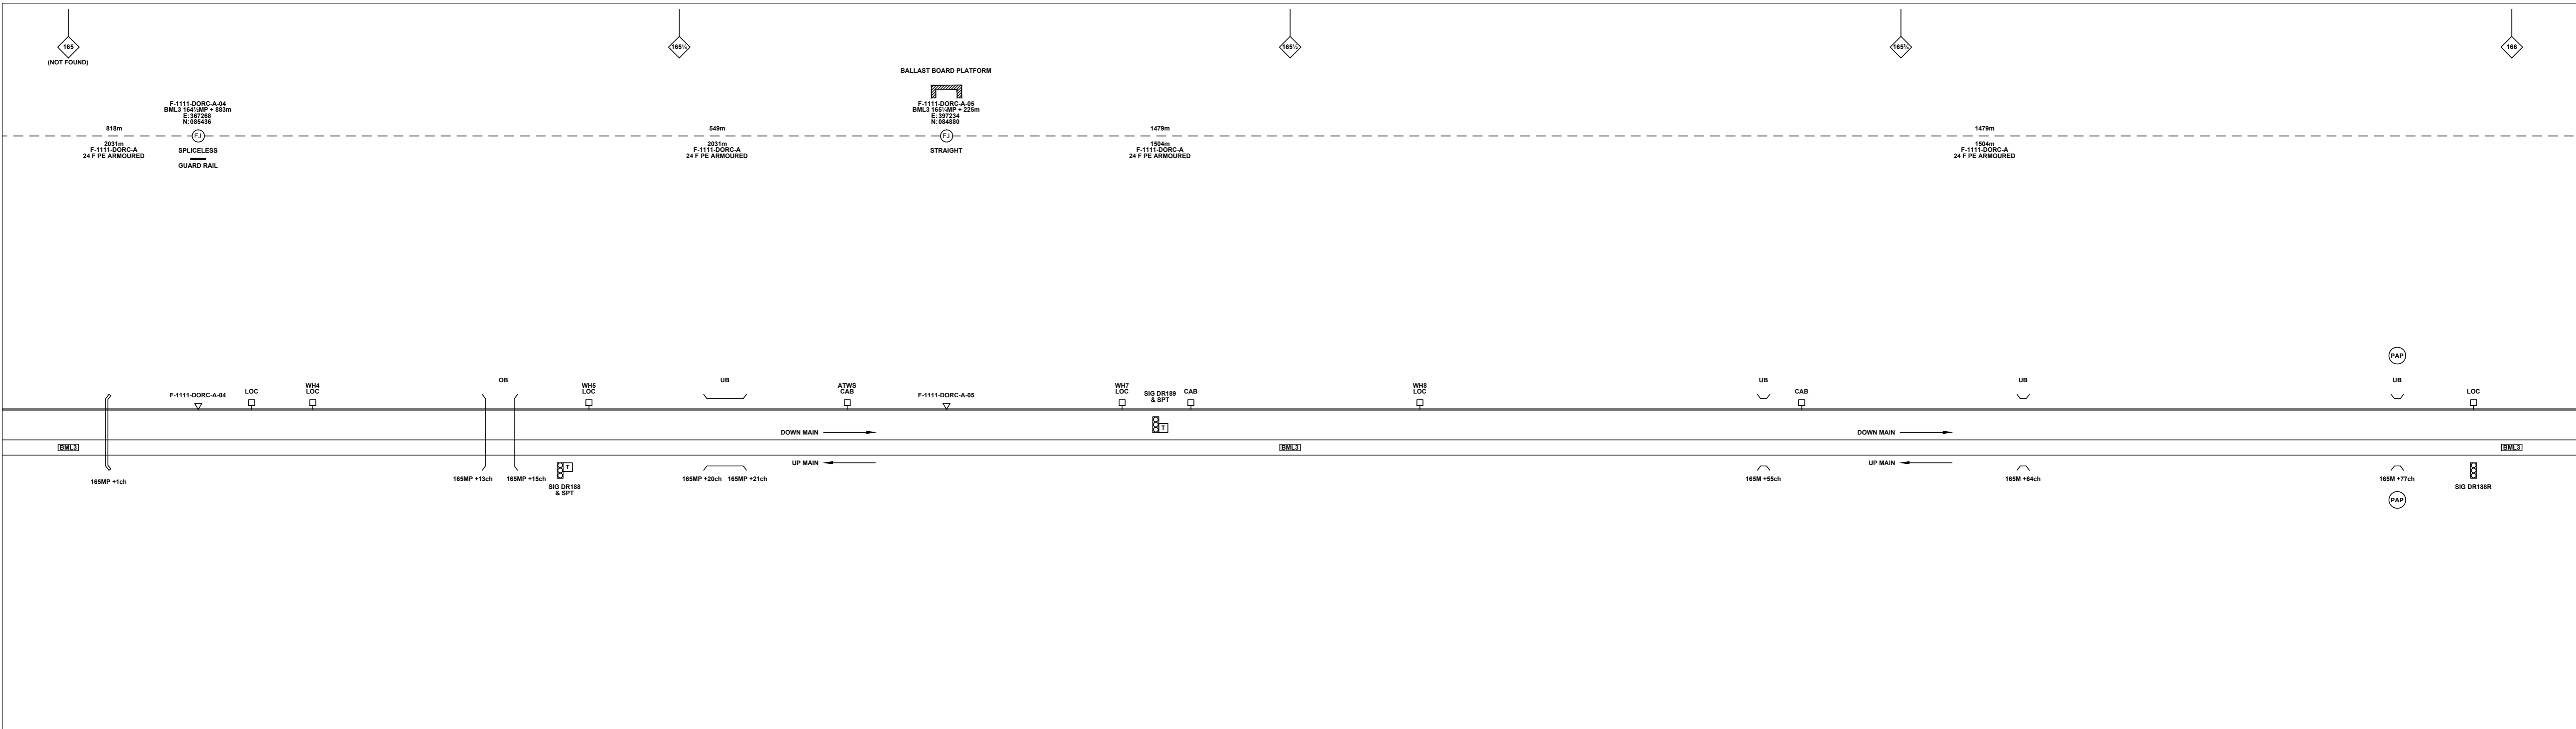 165
(NOT FOUND)
165¼
165½
165¾
166
BALLAST BOARD PLATFORM
F-1111-DORC-A-04
BML3 164½MP + 883m
E: 367268
N: 085436
F-1111-DORC-A-05
BML3 165¼MP + 225m
E: 397234
N: 084880
818m
FJ
549m
FJ
1479m
1479m
2031m
F-1111-DORC-A
24 F PE ARMOURED
SPLICELESS
GUARD RAIL
2031m
F-1111-DORC-A
24 F PE ARMOURED
STRAIGHT
1504m
F-1111-DORC-A
24 F PE ARMOURED
1504m
F-1111-DORC-A
24 F PE ARMOURED
PAP
F-1111-DORC-A-04
LOC
WH4
LOC
OB
WH5
LOC
UB
ATWS
CAB
F-1111-DORC-A-05
WH7
LOC
SIG DR189
& SPT
CAB
WH8
LOC
UB
CAB
UB
UB
LOC
T
DOWN MAIN
DOWN MAIN
BML3
BML3
BML3
UP MAIN
UP MAIN
T
165MP +1ch
165MP +13ch
165MP +15ch
SIG DR188
& SPT
165MP +20ch
165MP +21ch
165M +55ch
165M +64ch
165M +77ch
SIG DR188R
PAP